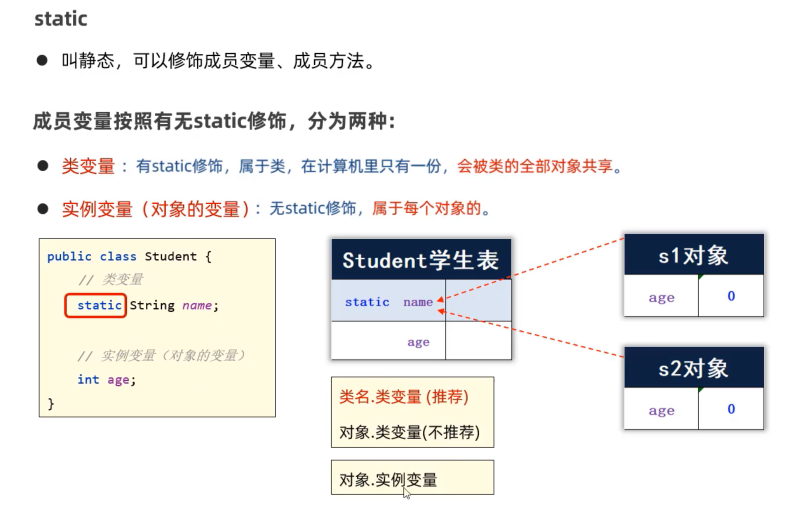 static
● 叫静态，可以修饰成员变量、成员方法。
成员变量按照有无static修饰，分为两种：
● 类变量：有static修饰，属于类，在计算机里只有一份，会被类的全部对象共享。
● 实例变量（对象的变量）：无static修饰，属于每个对象的。
public class Student {
// 类变量
static String name;
// 实例变量（对象的变量）
int age;
}
Student学生表
static name
age
类名.类变量 (推荐)
对象.类变量(不推荐)
对象.实例变量
s1对象
age 0
s2对象
age 0